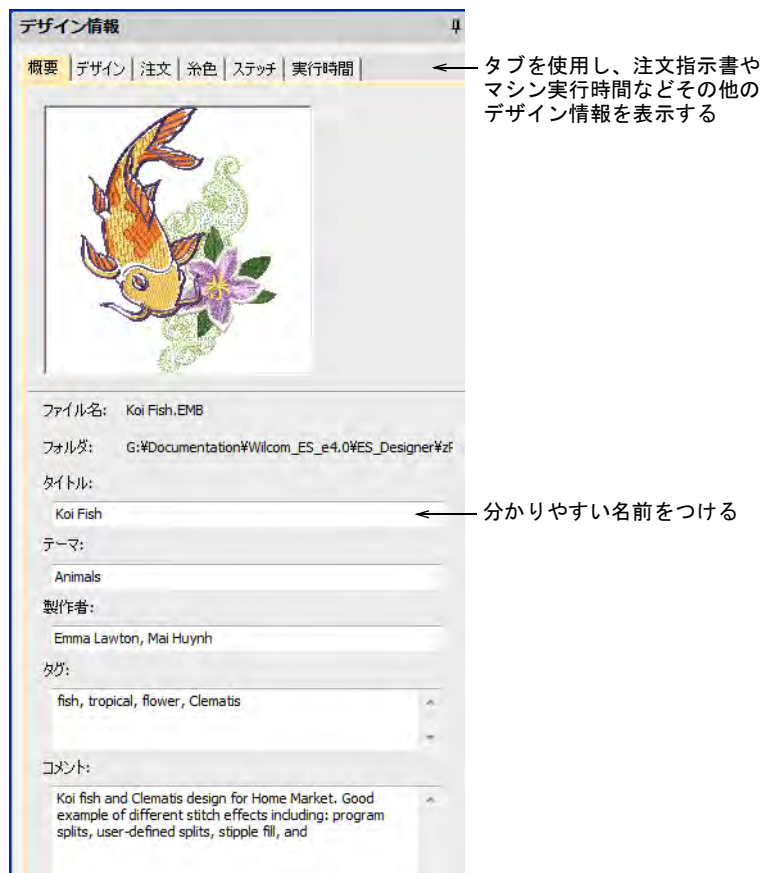 デザイン情報
概要 デザイン 注文 糸色 ステッチ 実行時間
タブを使用し、注文指示書や
マシン実行時間などその他の
デザイン情報を表示する
ファイル名: Koi Fish.EMB
フォルダ: G:¥Documentation¥Wilcom_ES_e4.0¥ES_Designer¥zF
タイトル:
Koi Fish
分かりやすい名前をつける
テーマ:
Animals
製作者:
Emma Lawton, Mai Huynh
タグ:
fish, tropical, flower, Clematis
コメント:
Koi fish and Clematis design for Home Market. Good
example of different stitch effects including: program
splits, user-defined splits, stipple fill, and